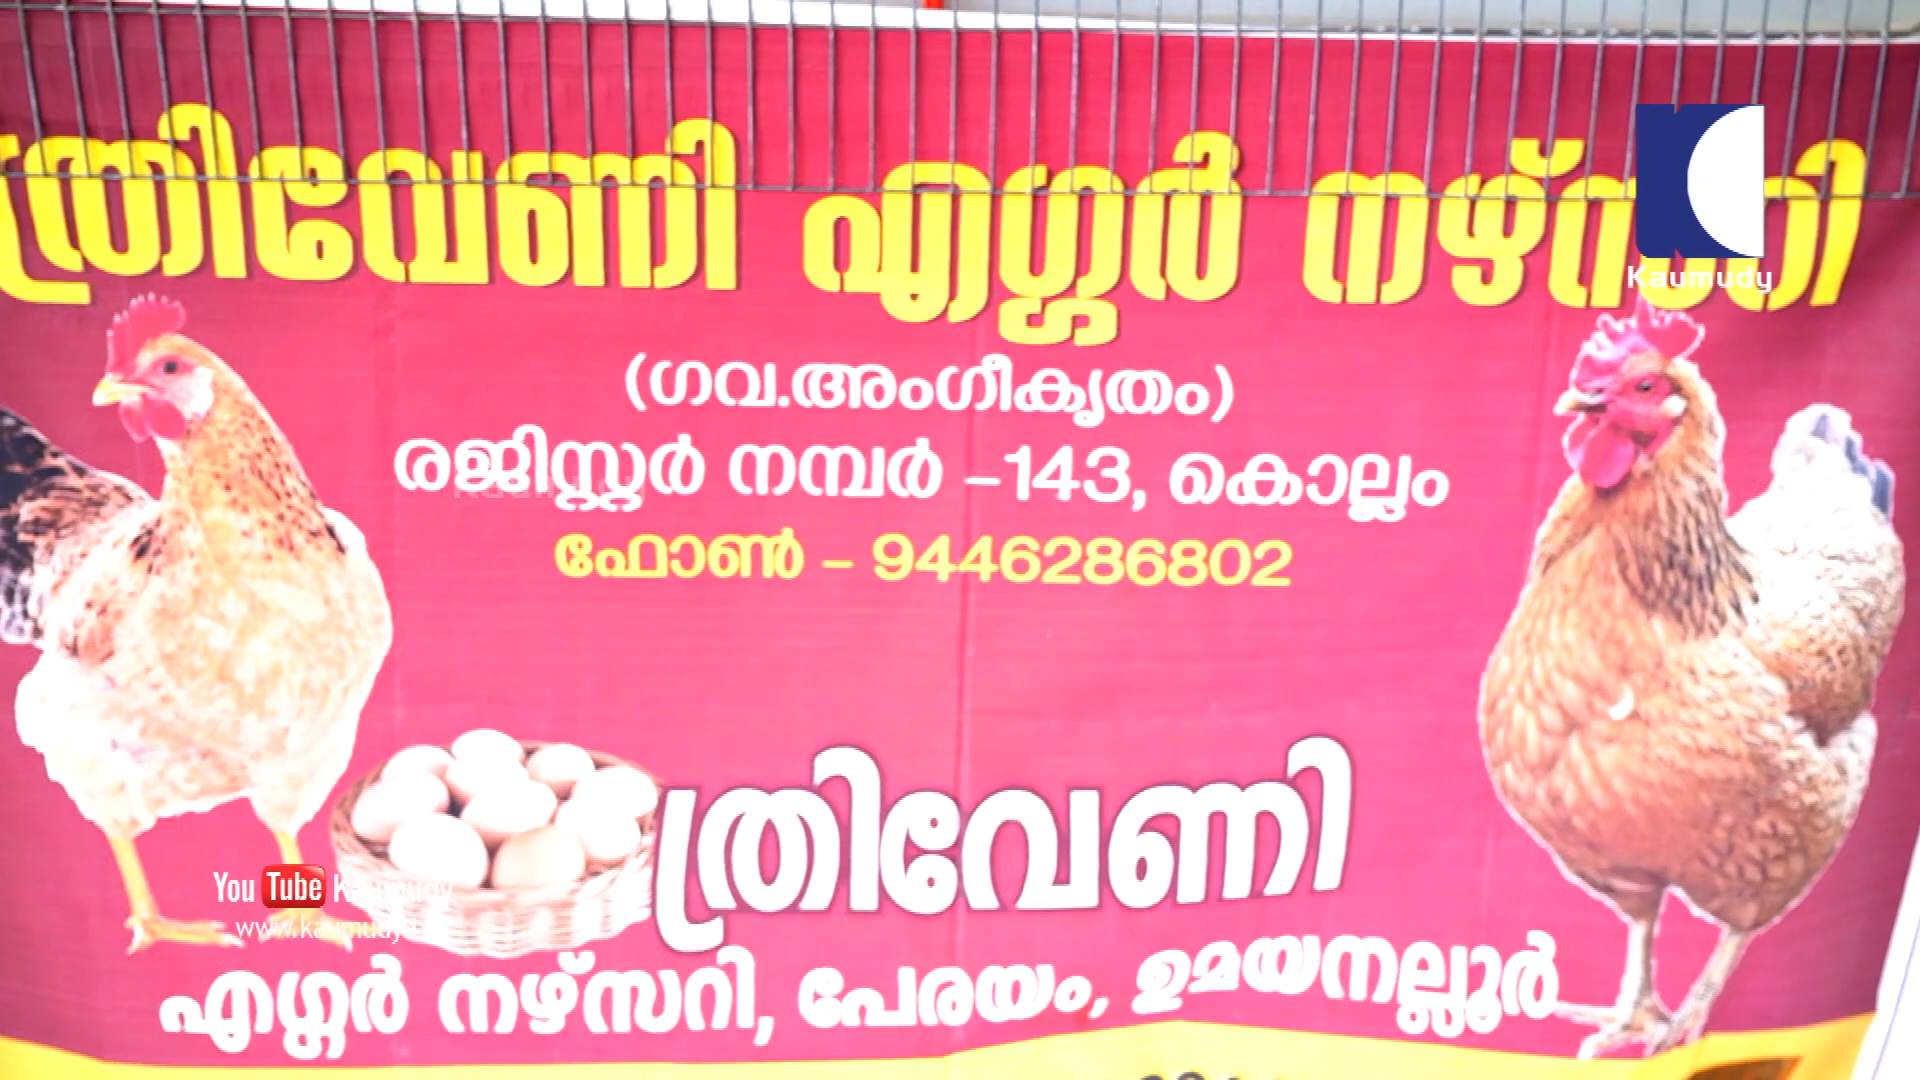 ത്രിവേണി എഗ്ഗർ നഴ്സറി
Kaumudy
(ഗവ.അംഗീകൃതം)
രജിസ്റ്റർ നമ്പർ -143, കൊല്ലം
ഫോൺ - 9446286802
ത്രിവേണി
You Tube Kaumudy
എഗ്ഗർ നഴ്സറി, പേരയം, ഉമയനല്ലൂർ